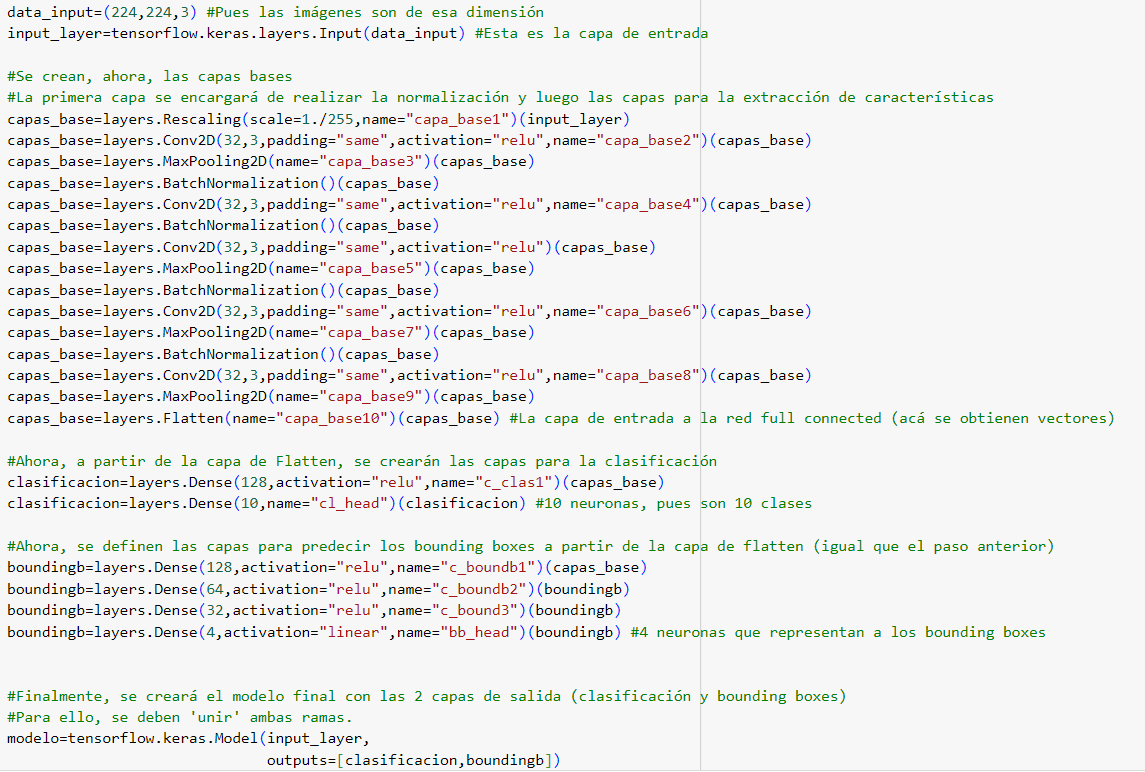 data_input=(224,224,3) #Pues las imágenes son de esa dimensión
input_layer=tensorflow.keras.layers.Input(data_input) #Esta es la capa de entrada
#Se crean, ahora, las capas bases
#La primera capa se encargará de realizar la normalización y luego las capas para la extracción de características
capas_base=layers.Rescaling(scale=1./255,name="capa_base1")(input_layer)
capas_base=layers.Conv2D(32,3,padding="same",activation="relu",name="capa_base2")(capas_base)
capas_base=layers.MaxPooling2D(name="capa_base3")(capas_base)
capas_base=layers.BatchNormalization()(capas_base)
capas_base=layers.Conv2D(32,3,padding="same",activation="relu",name="capa_base4")(capas_base)
capas_base=layers.BatchNormalization()(capas_base)
capas_base=layers.Conv2D(32,3,padding="same",activation="relu")(capas_base)
capas_base=layers.MaxPooling2D(name="capa_base5")(capas_base)
capas_base=layers.BatchNormalization()(capas_base)
capas_base=layers.Conv2D(32,3,padding="same",activation="relu",name="capa_base6")(capas_base)
capas_base=layers.MaxPooling2D(name="capa_base7")(capas_base)
capas_base=layers.BatchNormalization()(capas_base)
capas_base=layers.Conv2D(32,3,padding="same",activation="relu",name="capa_base8")(capas_base)
capas_base=layers.MaxPooling2D(name="capa_base9")(capas_base)
capas_base=layers.Flatten(name="capa_base10")(capas_base) #La capa de entrada a la red full connected (acá se obtienen vectores)
#Ahora, a partir de la capa de Flatten, se crearán las capas para la clasificación
clasificacion=layers.Dense(128,activation="relu",name="c_clas1")(capas_base)
clasificacion=layers.Dense(10,name="cl_head")(clasificacion) #10 neuronas, pues son 10 clases
#Ahora, se definen las capas para predecir los bounding boxes a partir de la capa de flatten (igual que el paso anterior)
boundingb=layers.Dense(128,activation="relu",name="c_boundb1")(capas_base)
boundingb=layers.Dense(64,activation="relu",name="c_boundb2")(boundingb)
boundingb=layers.Dense(32,activation="relu",name="c_bound3")(boundingb)
boundingb=layers.Dense(4,activation="linear",name="bb_head")(boundingb) #4 neuronas que representan a los bounding boxes
#Finalmente, se creará el modelo final con las 2 capas de salida (clasificación y bounding boxes)
#Para ello, se deben 'unir' ambas ramas.
modelo=tensorflow.keras.Model(input_layer,
outputs=[clasificacion,boundingb])